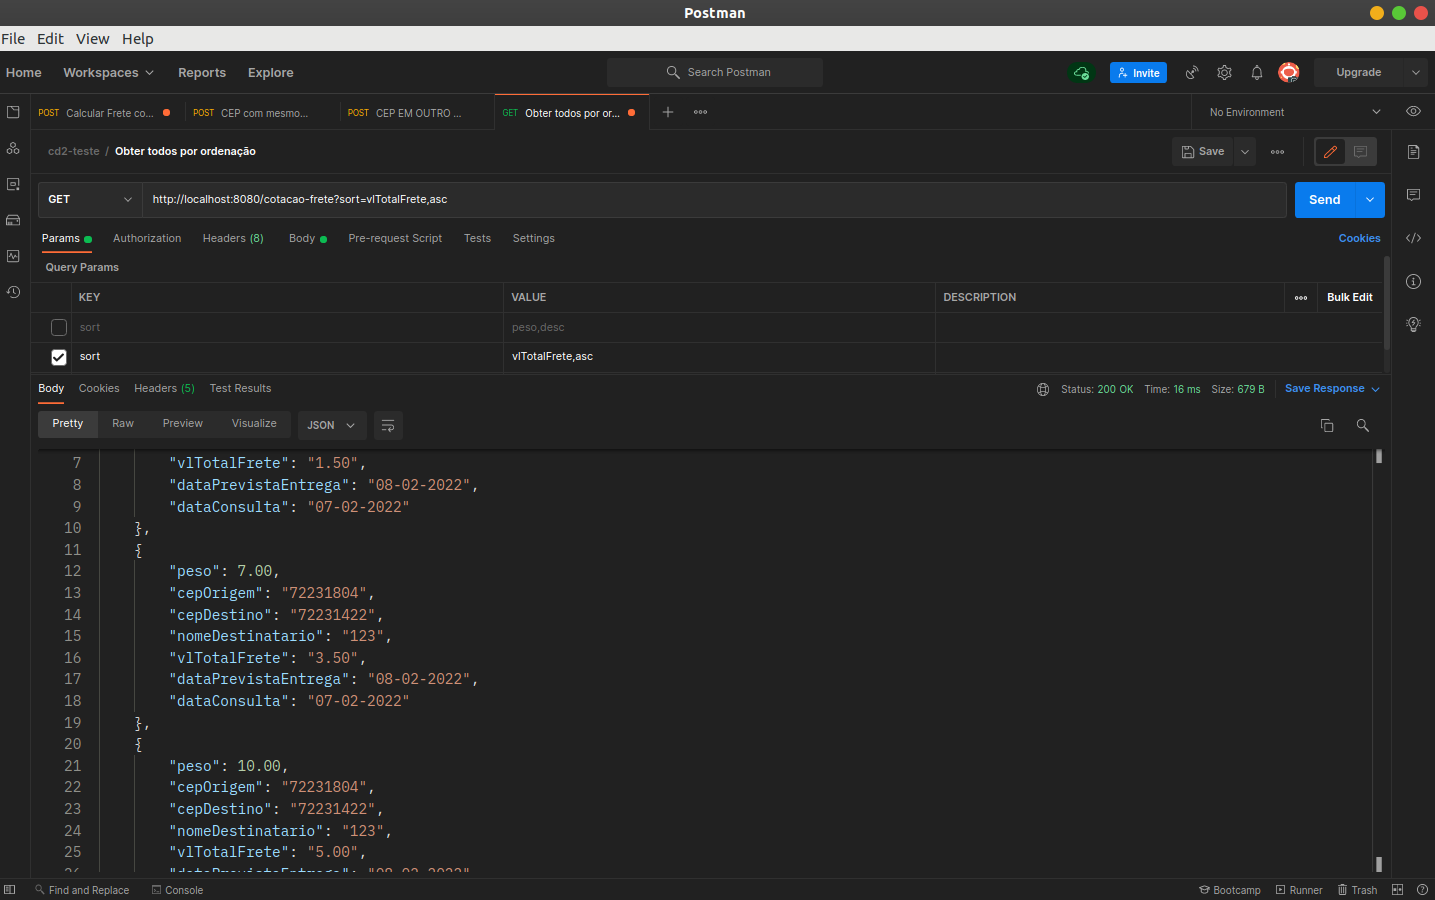 Postman
File Edit View Help
Home Workspaces Reports Explore Search Postman Invite Upgrade
POST Calcular Frete co... POST CEP com mesmo... POST CEP EM OUTRO ... GET Obter todos por or... No Environment
cd2-teste / Obter todos por ordenação Save
GET http://localhost:8080/cotacao-frete?sort=vlTotalFrete,asc Send
Params Authorization Headers (8) Body Pre-request Script Tests Settings Cookies
Query Params
KEY VALUE DESCRIPTION Bulk Edit
sort peso,desc
sort vlTotalFrete,asc
Body Cookies Headers (5) Test Results Status: 200 OK Time: 16 ms Size: 679 B Save Response
Pretty Raw Preview Visualize JSON
7 "vlTotalFrete": "1.50",
8 "dataPrevistaEntrega": "08-02-2022",
9 "dataConsulta": "07-02-2022"
10 },
11 {
12 "peso": 7.00,
13 "cepOrigem": "72231804",
14 "cepDestino": "72231422",
15 "nomeDestinatario": "123",
16 "vlTotalFrete": "3.50",
17 "dataPrevistaEntrega": "08-02-2022",
18 "dataConsulta": "07-02-2022"
19 },
20 {
21 "peso": 10.00,
22 "cepOrigem": "72231804",
23 "cepDestino": "72231422",
24 "nomeDestinatario": "123",
25 "vlTotalFrete": "5.00",
26 "dataPrevistaEntrega": "08-02-2022"
Find and Replace Console Bootcamp Runner Trash